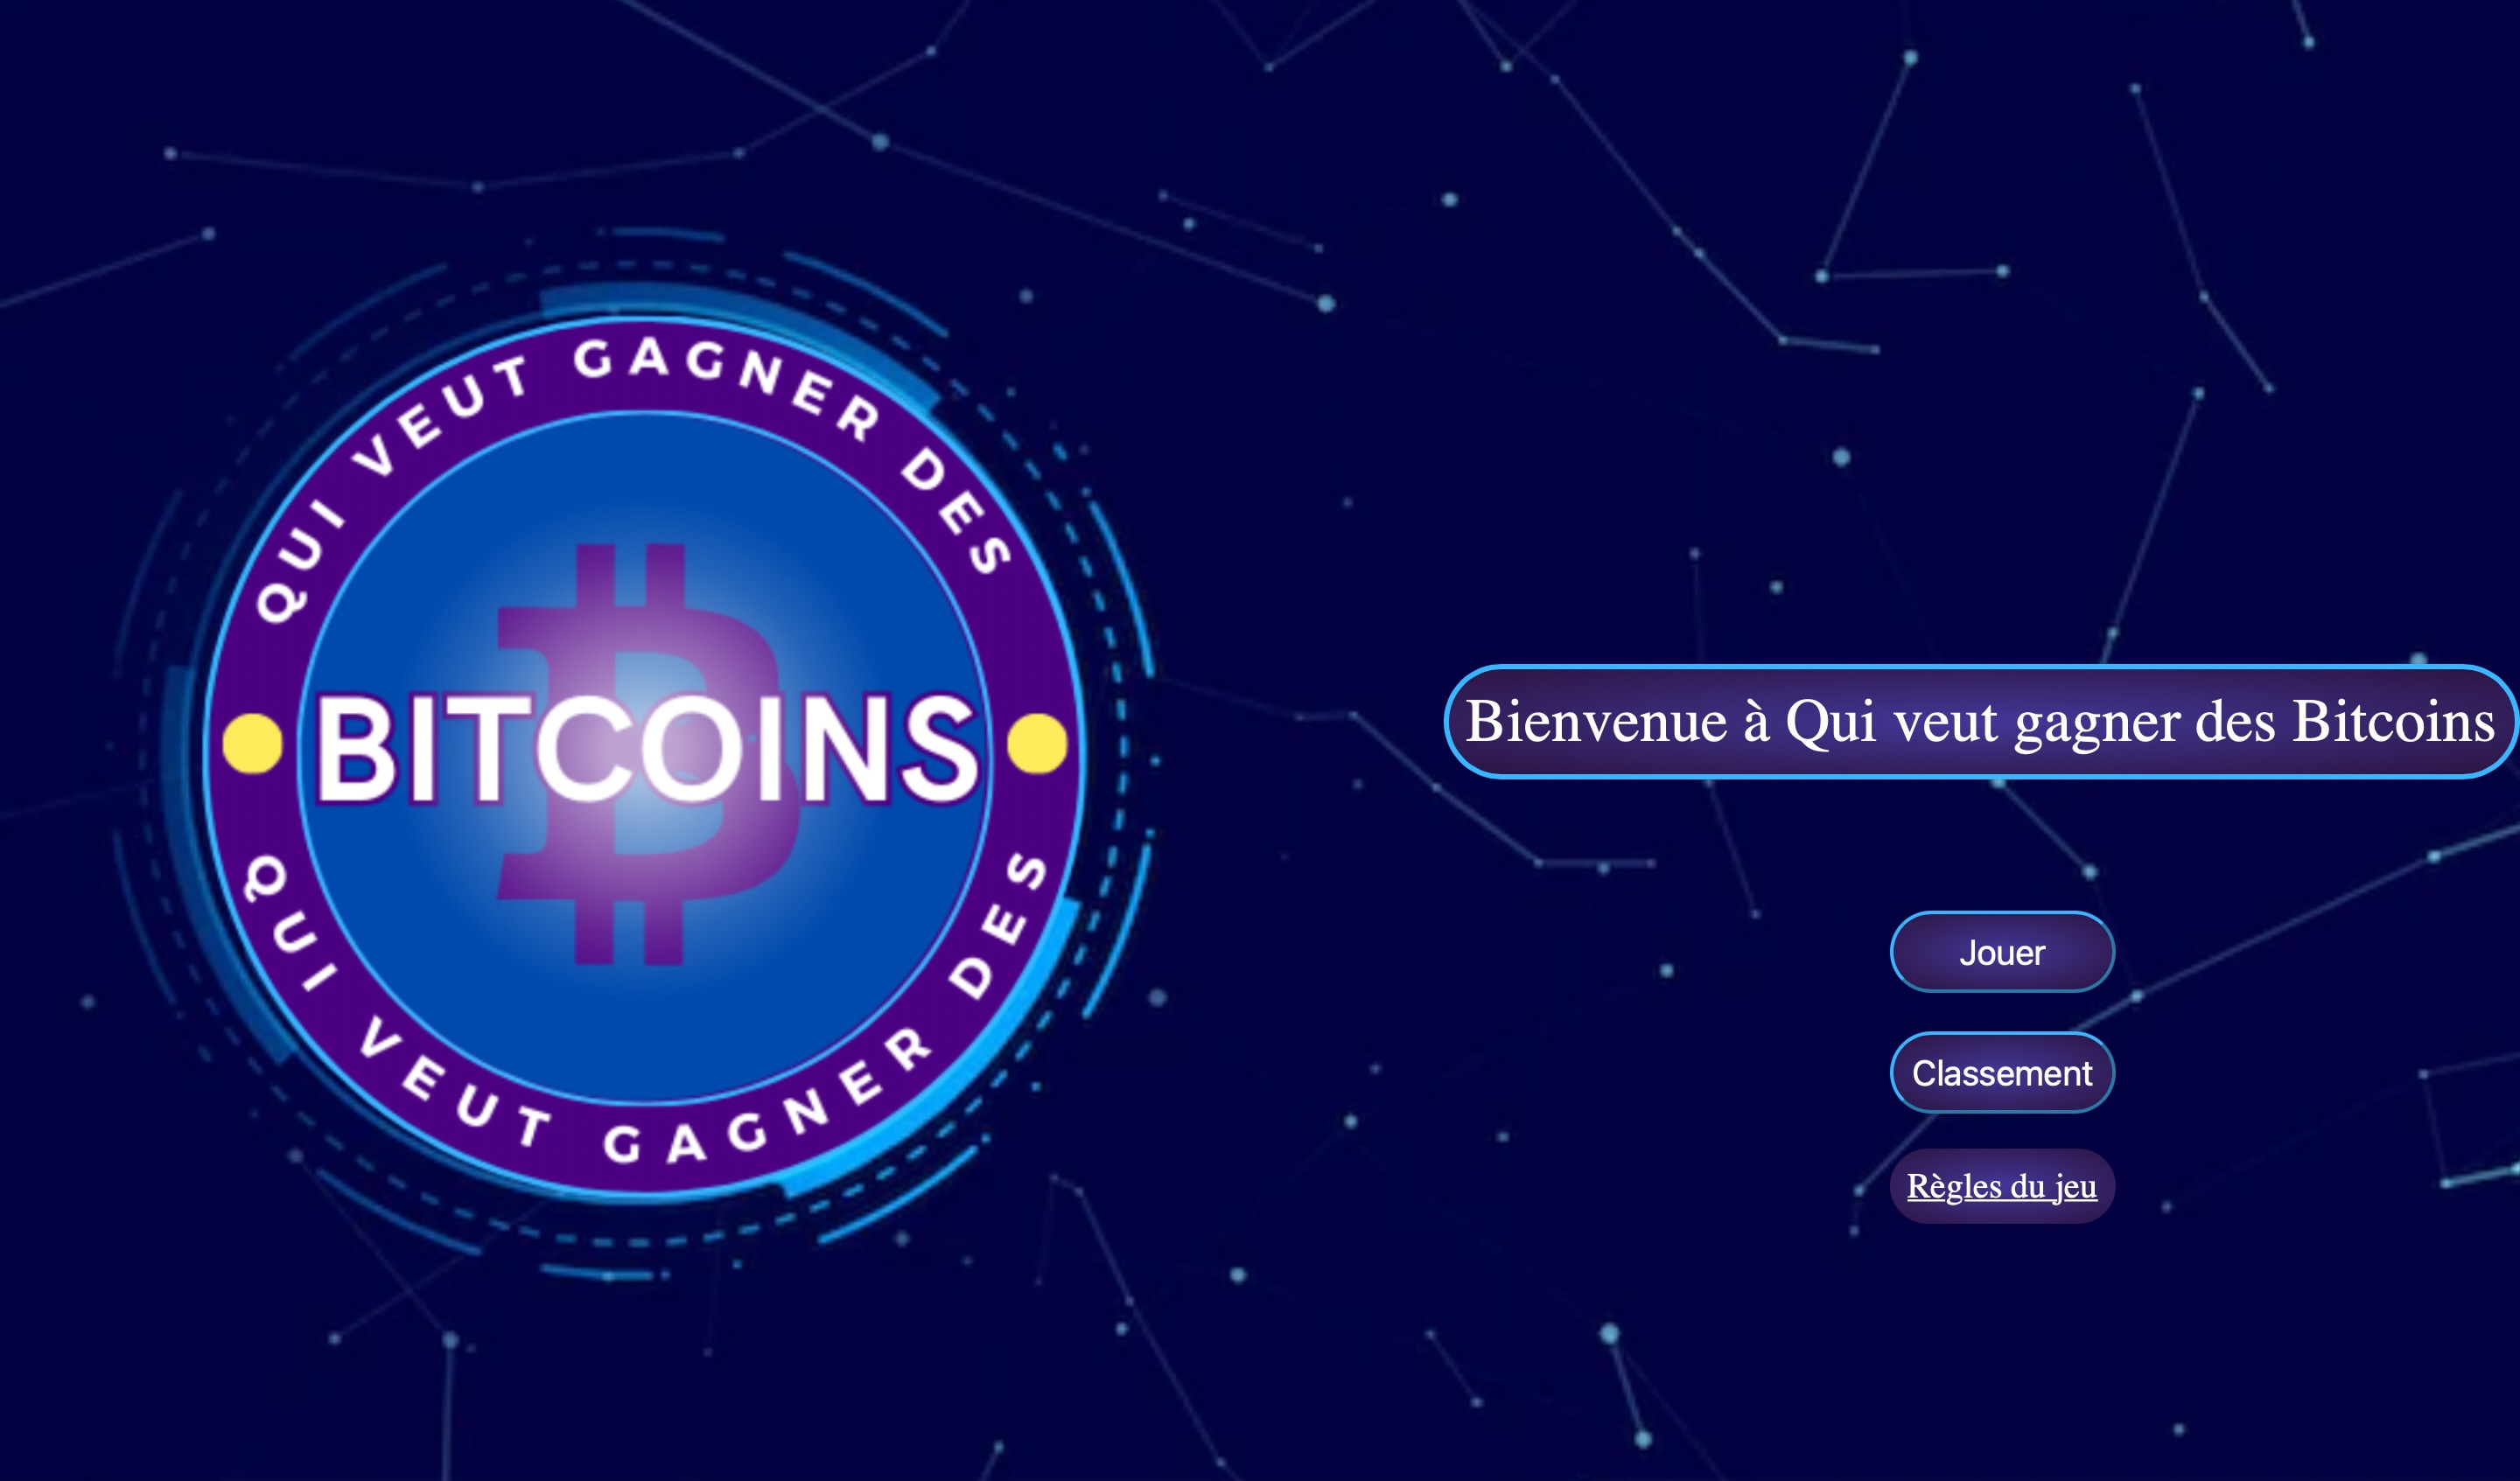 QUI VEUT GAGNER DES
BITCOINS
QUI VEUT GAGNER DES
Bienvenue à Qui veut gagner des Bitcoins
Jouer
Classement
Règles du jeu